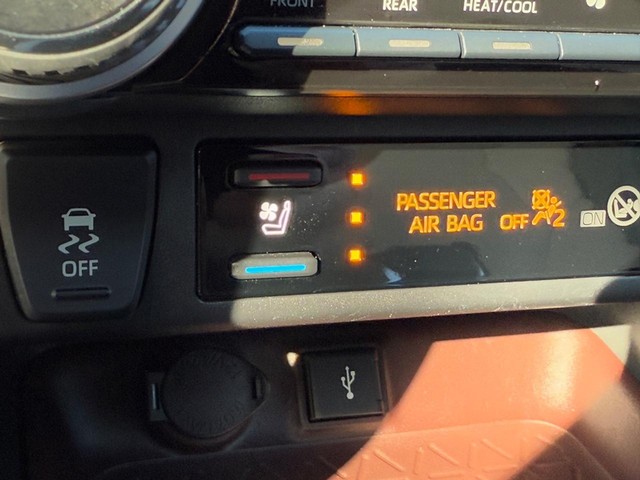 FRONT
REAR
HEAT/COOL
PASSENGER
AIR BAG OFF 2 ON
OFF